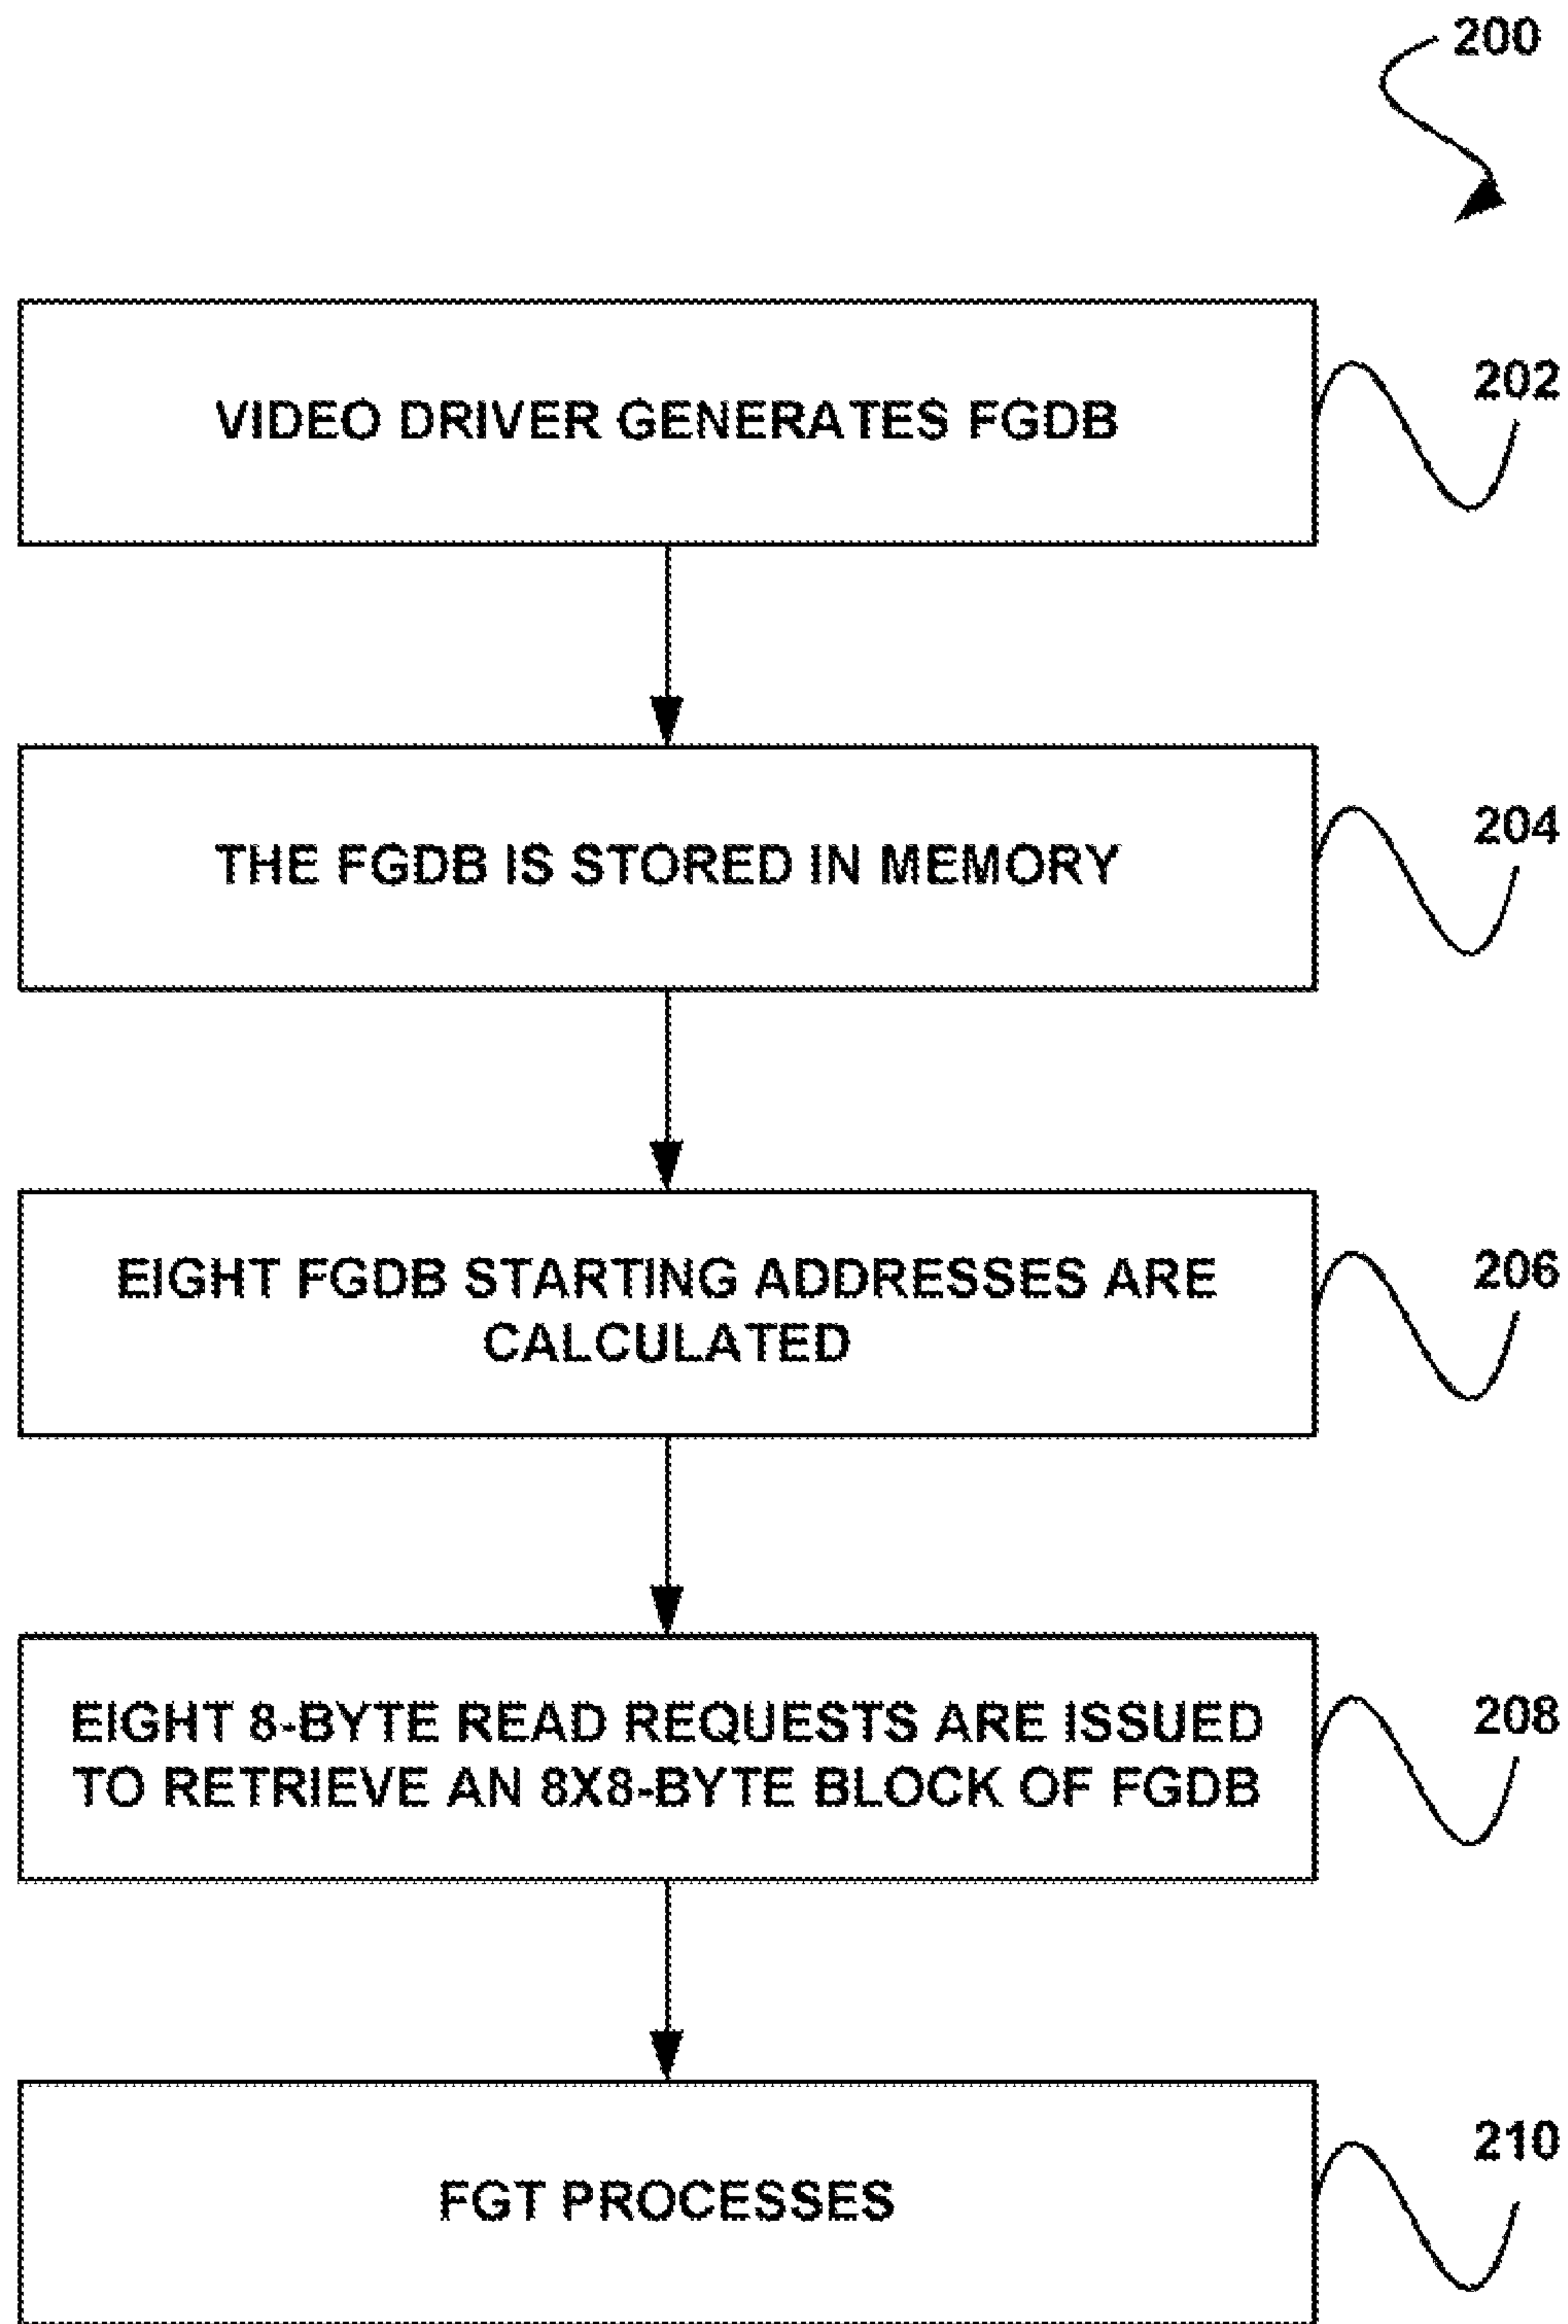 200
VIDEO DRIVER GENERATES FGDB
202
THE FGDB IS STORED IN MEMORY
204
EIGHT FGDB STARTING ADDRESSES ARE
CALCULATED
206
EIGHT 8-BYTE READ REQUESTS ARE ISSUED
TO RETRIEVE AN 8X8-BYTE BLOCK OF FGDB
208
FGT PROCESSES
210